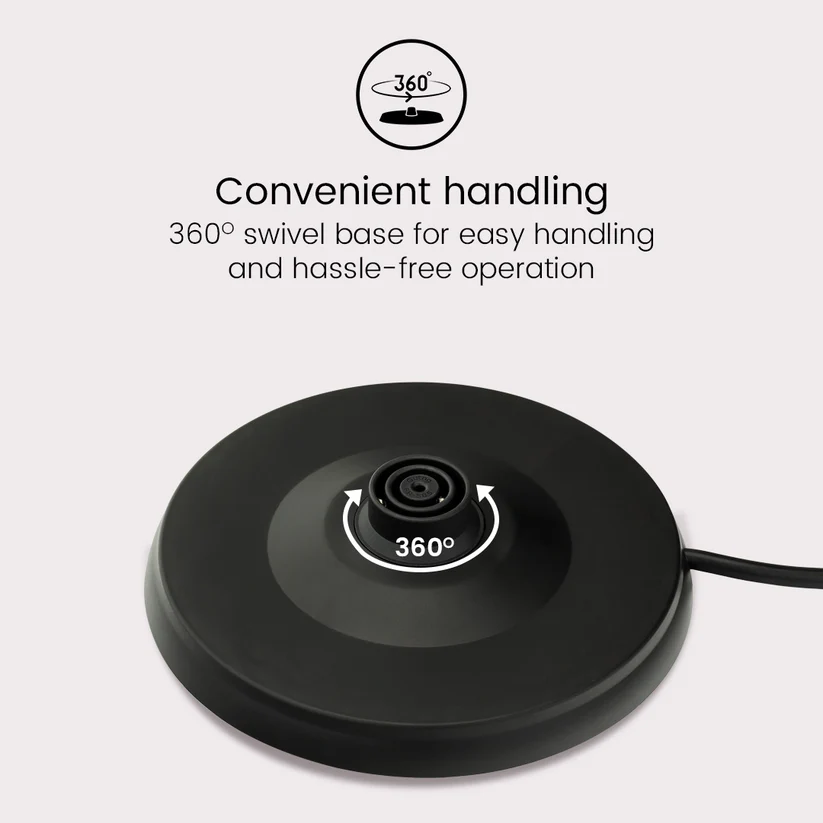 360°
Convenient handling
360° swivel base for easy handling
and hassle-free operation
360°